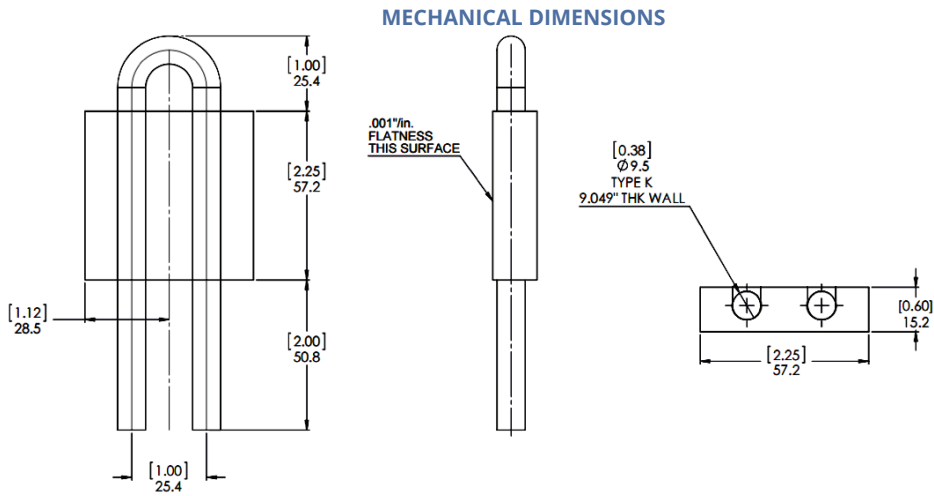 MECHANICAL DIMENSIONS
[1.00]
25.4
[2.25]
57.2
[1.12]
28.5
[2.00]
50.8
[1.00]
25.4
.001"/in.
FLATNESS
THIS SURFACE
[0.38]
Ø9.5
TYPE K
9.049" THK WALL
[0.60]
15.2
[2.25]
57.2